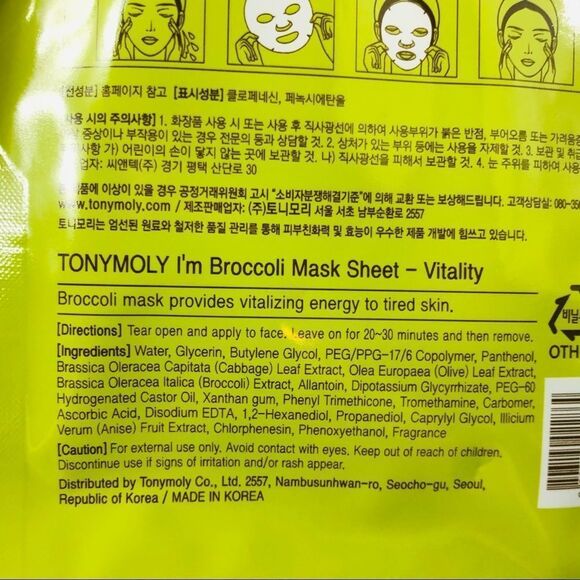 [전성분] 홈페이지 참고 [표시성분] 클로페네신, 페녹시에탄올
사용 시의 주의사항] 1. 화장품 사용 시 또는 사용 후 직사광선에 의하여 사용부위가 붉은 반점, 부어오름 또는 가려움증
상 증상이나 부작용이 있는 경우 전문의 등과 상담할 것. 2. 상처가 있는 부위 등에는 사용을 자제할 것. 3. 보관 및 취급
사항 가) 어린이의 손이 닿지 않는 곳에 보관할 것. 나) 직사광선을 피해서 보관할 것. 4. 눈 주위를 피하여 사용
업자: 씨앤텍(주) 경기 평택 산단로 30
본 제품에 이상이 있을 경우 공정거래위원회 고시 "소비자분쟁해결기준"에 의해 교환 또는 보상해드립니다. 고객상담실: 080-356
www.tonymoly.com / 제조판매업자: (주)토니모리 서울 서초 남부순환로 2557
토니모리는 엄선된 원료와 철저한 품질 관리를 통해 피부친화력 및 효능이 우수한 제품 개발에 힘쓰고 있습니다.
TONYMOLY I'm Broccoli Mask Sheet – Vitality
Broccoli mask provides vitalizing energy to tired skin.
[Directions] Tear open and apply to face. Leave on for 20~30 minutes and then remove.
[Ingredients] Water, Glycerin, Butylene Glycol, PEG/PPG-17/6 Copolymer, Panthenol,
Brassica Oleracea Capitata (Cabbage) Leaf Extract, Olea Europaea (Olive) Leaf Extract,
Brassica Oleracea Italica (Broccoli) Extract, Allantoin, Dipotassium Glycyrrhizate, PEG-60
Hydrogenated Castor Oil, Xanthan gum, Phenyl Trimethicone, Tromethamine, Carbomer,
Ascorbic Acid, Disodium EDTA, 1,2-Hexanediol, Propanediol, Caprylyl Glycol, Illicium
Verum (Anise) Fruit Extract, Chlorphenesin, Phenoxyethanol, Fragrance
[Caution] For external use only. Avoid contact with eyes. Keep out of reach of children.
Discontinue use if signs of irritation and/or rash appear.
Distributed by Tonymoly Co., Ltd. 2557, Nambusunhwan-ro, Seocho-gu, Seoul,
Republic of Korea / MADE IN KOREA
비닐
OTH